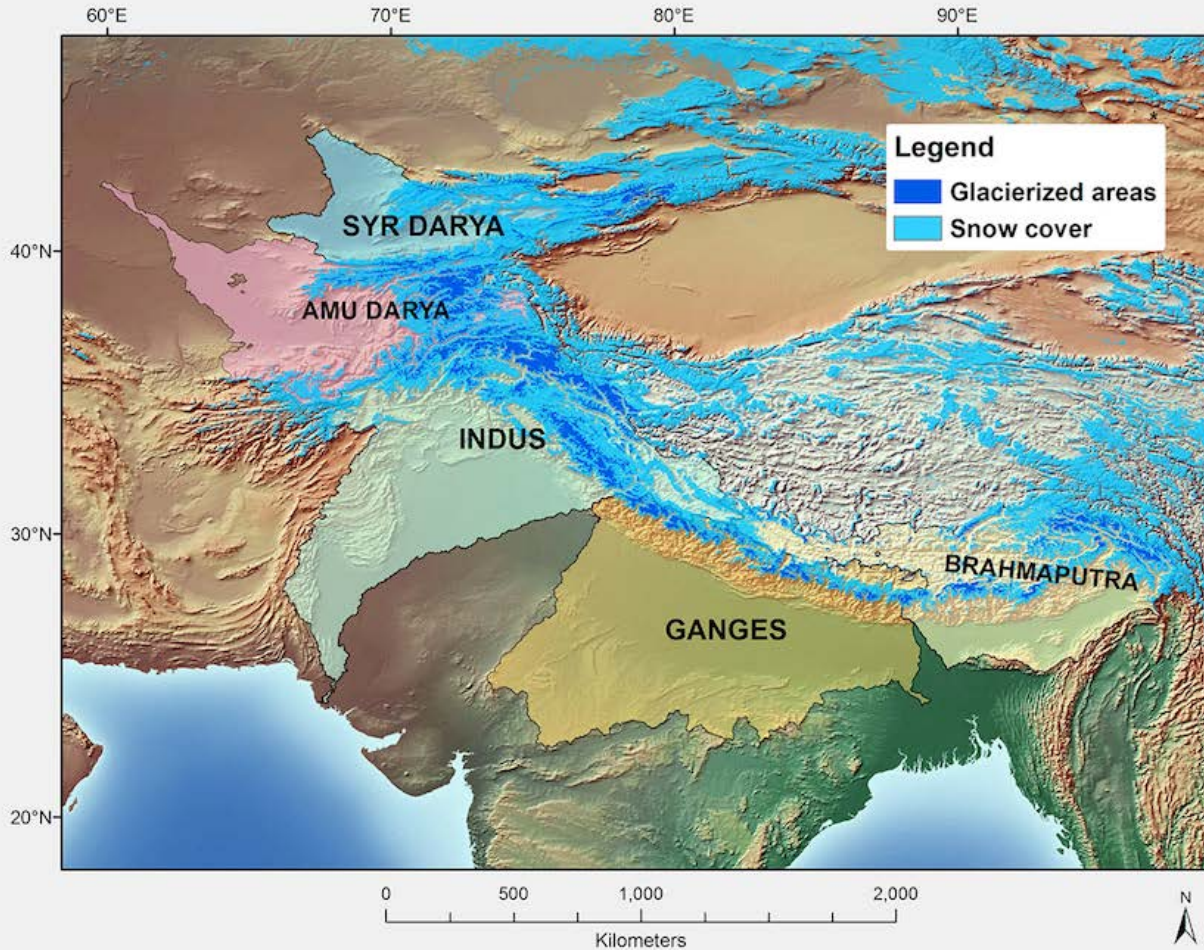 60°E
70°E
80°E
90°E
Legend
Glacierized areas
Snow cover
SYR DARYA
40°N
AMU DARYA
INDUS
30°N
BRAHMAPUTRA
GANGES
20°N
0
500
1,000
2,000
Kilometers
N